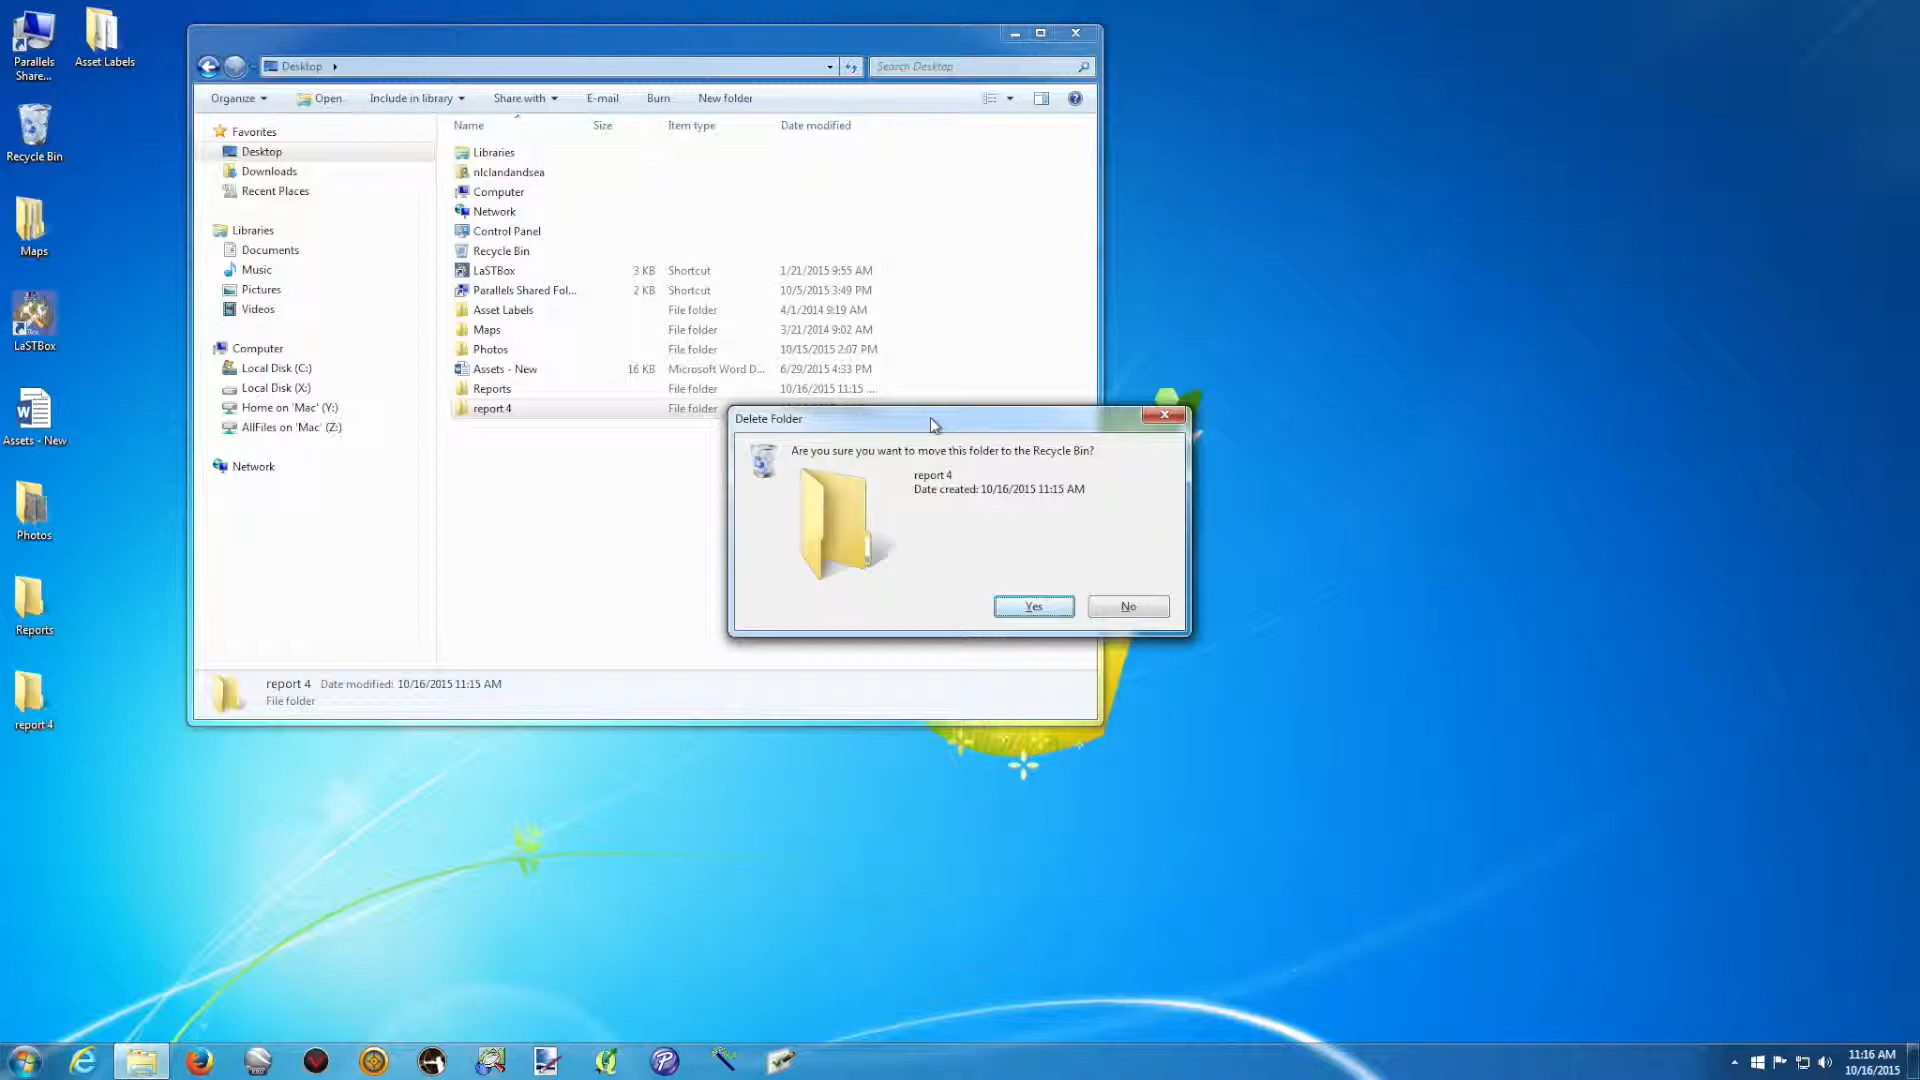 Parallels
Share...
Asset Labels
Recycle Bin
Maps
LaSTBox
Assets - New
Photos
Reports
report 4
Desktop
Search Desktop
Organize
Open
Include in library
Share with
E-mail
Burn
New folder
Favorites
Desktop
Downloads
Recent Places
Libraries
Documents
Music
Pictures
Videos
Computer
Local Disk (C:)
Local Disk (X:)
Home on 'Mac' (Y:)
AllFiles on 'Mac' (Z:)
Network
Name Size Item type Date modified
Libraries
nlclandandsea
Computer
Network
Control Panel
Recycle Bin
LaSTBox 3 KB Shortcut 1/21/2015 9:55 AM
Parallels Shared Fol... 2 KB Shortcut 10/5/2015 3:49 PM
Asset Labels File folder 4/1/2014 9:19 AM
Maps File folder 3/21/2014 9:02 AM
Photos File folder 10/15/2015 2:07 PM
Assets - New 16 KB Microsoft Word D... 6/29/2015 4:33 PM
Reports File folder 10/16/2015 11:15 ...
report 4 File folder
Delete Folder
Are you sure you want to move this folder to the Recycle Bin?
report 4
Date created: 10/16/2015 11:15 AM
Yes
No
report 4 Date modified: 10/16/2015 11:15 AM
File folder
11:16 AM
10/16/2015